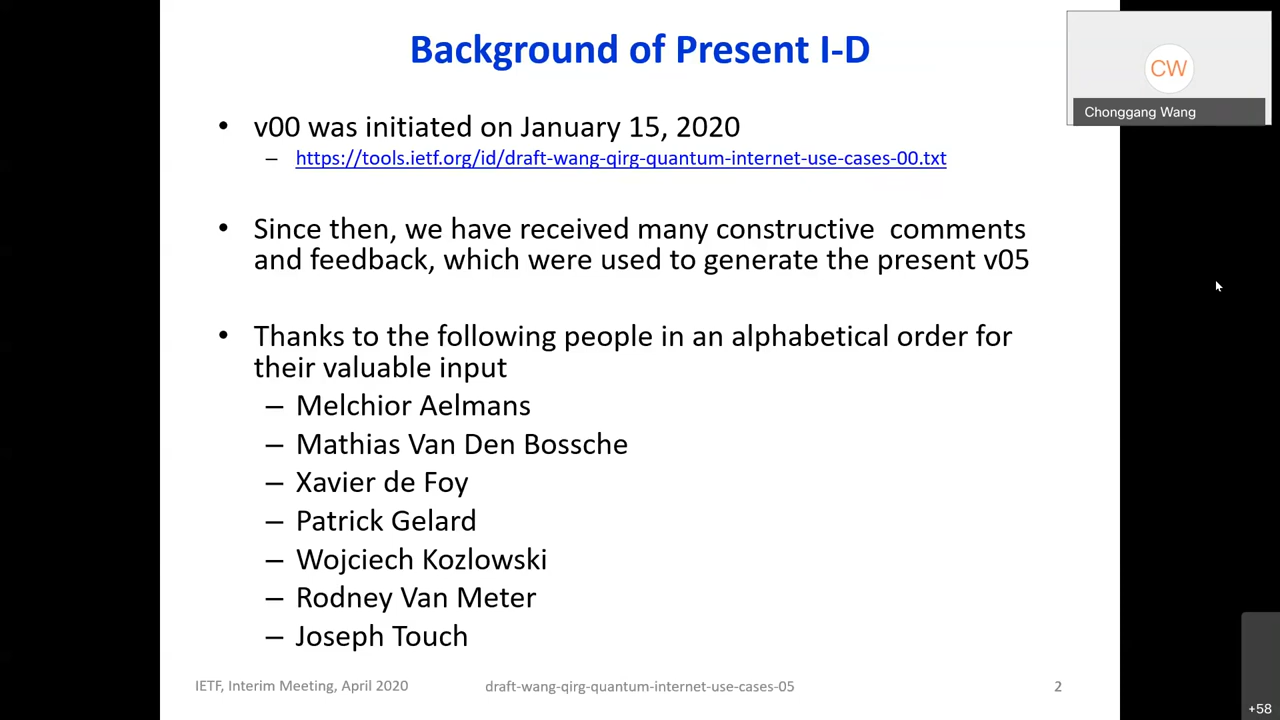 Background of Present I-D
CW
Chonggang Wang
• v00 was initiated on January 15, 2020
– https://tools.ietf.org/id/draft-wang-qirg-quantum-internet-use-cases-00.txt
• Since then, we have received many constructive  comments
and feedback, which were used to generate the present v05
• Thanks to the following people in an alphabetical order for
their valuable input
– Melchior Aelmans
– Mathias Van Den Bossche
– Xavier de Foy
– Patrick Gelard
– Wojciech Kozlowski
– Rodney Van Meter
– Joseph Touch
IETF, Interim Meeting, April 2020
draft-wang-qirg-quantum-internet-use-cases-05
2
+58